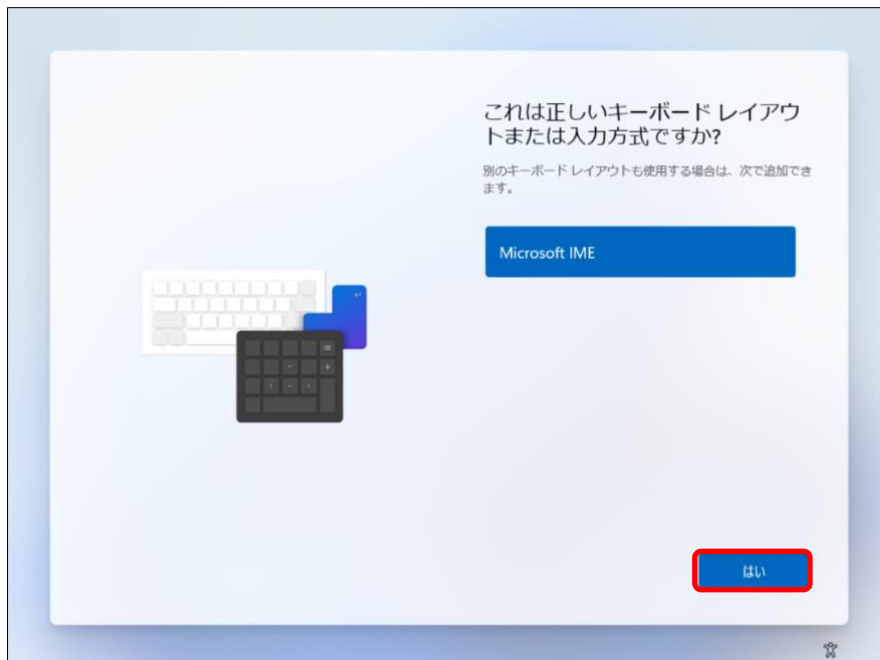 これは正しいキーボード レイアウ
トまたは入力方式ですか?
別のキーボード レイアウトも使用する場合は、次で追加でき
ます。
Microsoft IME
はい